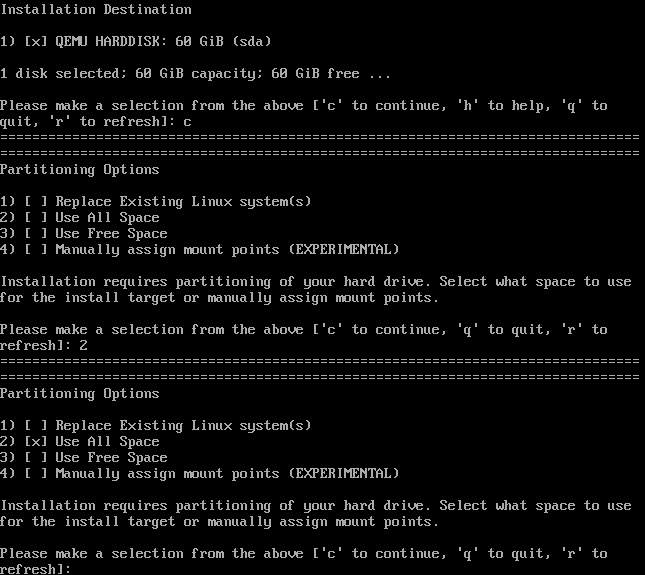 Installation Destination
1) [x] QEMU HARDDISK: 60 GiB (sda)
1 disk selected; 60 GiB capacity; 60 GiB free ...
Please make a selection from the above ['c' to continue, 'h' to help, 'q' to
quit, 'r' to refresh]: c
================================================================================
================================================================================
Partitioning Options
1) [ ] Replace Existing Linux system(s)
2) [ ] Use All Space
3) [ ] Use Free Space
4) [ ] Manually assign mount points (EXPERIMENTAL)
Installation requires partitioning of your hard drive. Select what space to use
for the install target or manually assign mount points.
Please make a selection from the above ['c' to continue, 'q' to quit, 'r' to
refresh]: 2
================================================================================
================================================================================
Partitioning Options
1) [ ] Replace Existing Linux system(s)
2) [x] Use All Space
3) [ ] Use Free Space
4) [ ] Manually assign mount points (EXPERIMENTAL)
Installation requires partitioning of your hard drive. Select what space to use
for the install target or manually assign mount points.
Please make a selection from the above ['c' to continue, 'q' to quit, 'r' to
refresh]: